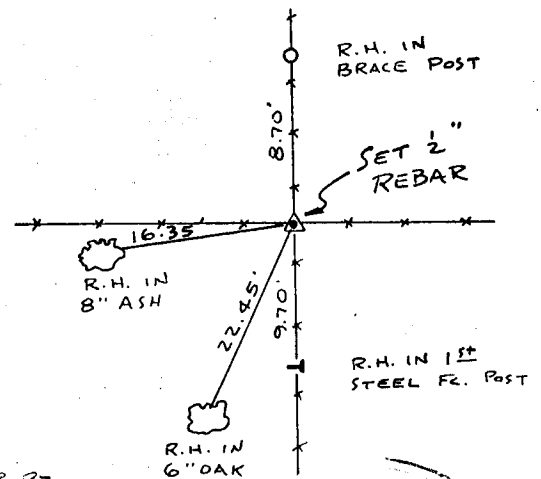 R.H. IN
BRACE POST
8.70'
SET 1/2"
REBAR
16.35
R.H. IN
8" ASH
22.45'
9.70'
R.H. IN 1st
STEEL FC. POST
R.H. IN
6" OAK